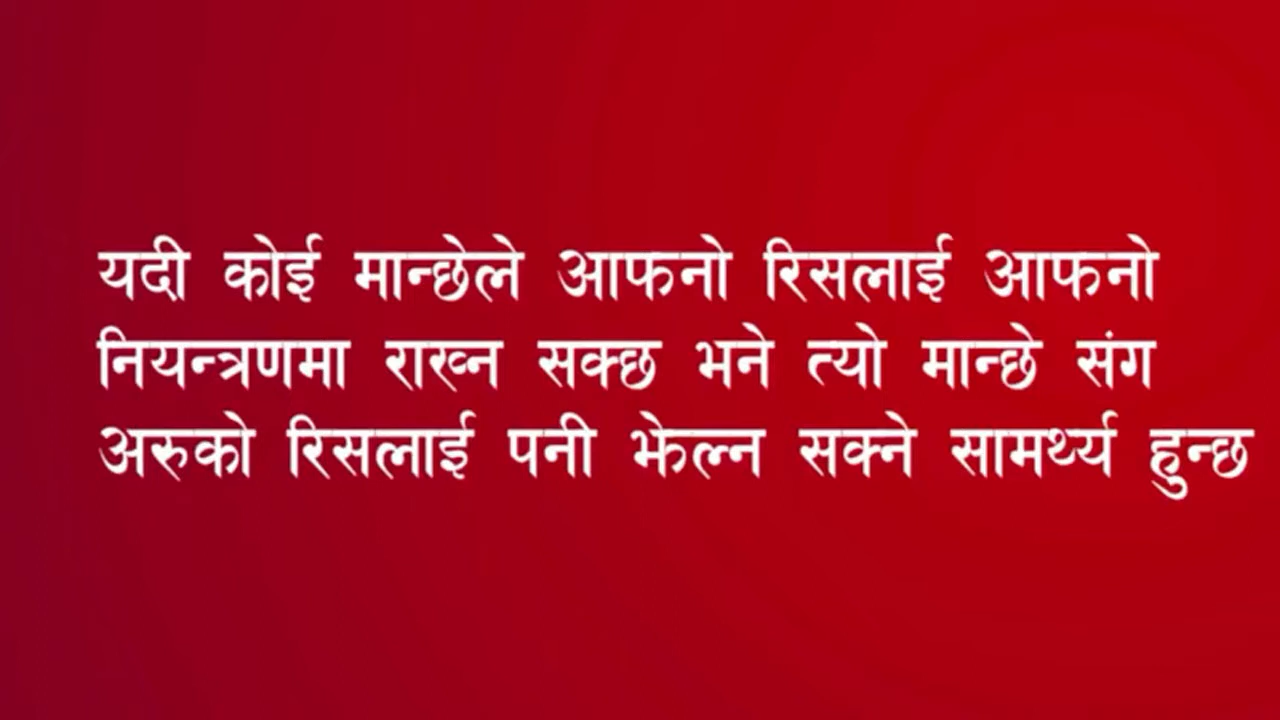 यदी कोई मान्छेले आफनो रिसलाई आफनो
नियन्त्रणमा राख्न सक्छ भने त्यो मान्छे संग
अरुको रिसलाई पनी झेल्न सक्ने सामर्थ्य हुन्छ